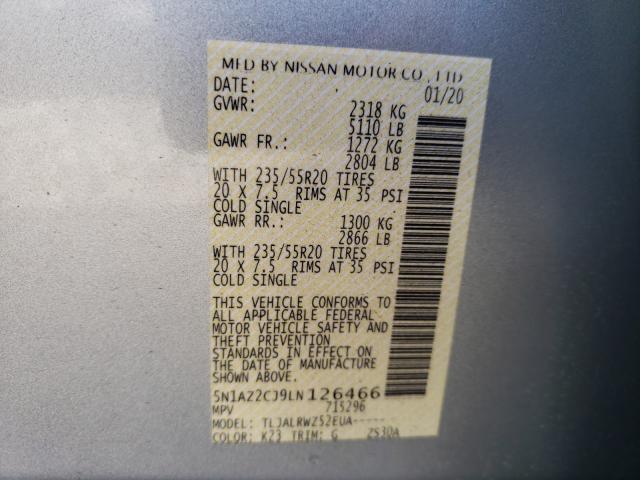 MFD BY NISSAN MOTOR CO., LTD
DATE: 01/20
GVWR: 2318 KG
5110 LB
GAWR FR.: 1272 KG
2804 LB
WITH 235/55R20 TIRES
20 X 7.5 RIMS AT 35 PSI
COLD SINGLE
GAWR RR.: 1300 KG
2866 LB
WITH 235/55R20 TIRES
20 X 7.5 RIMS AT 35 PSI
COLD SINGLE
THIS VEHICLE CONFORMS TO
ALL APPLICABLE FEDERAL
MOTOR VEHICLE SAFETY AND
THEFT PREVENTION
STANDARDS IN EFFECT ON
THE DATE OF MANUFACTURE
SHOWN ABOVE.
5N1AZ2CJ9LN126466
MPV 715296
MODEL: TLJALRWZ52EUA-----
COLOR: K23 TRIM: G 2S30A